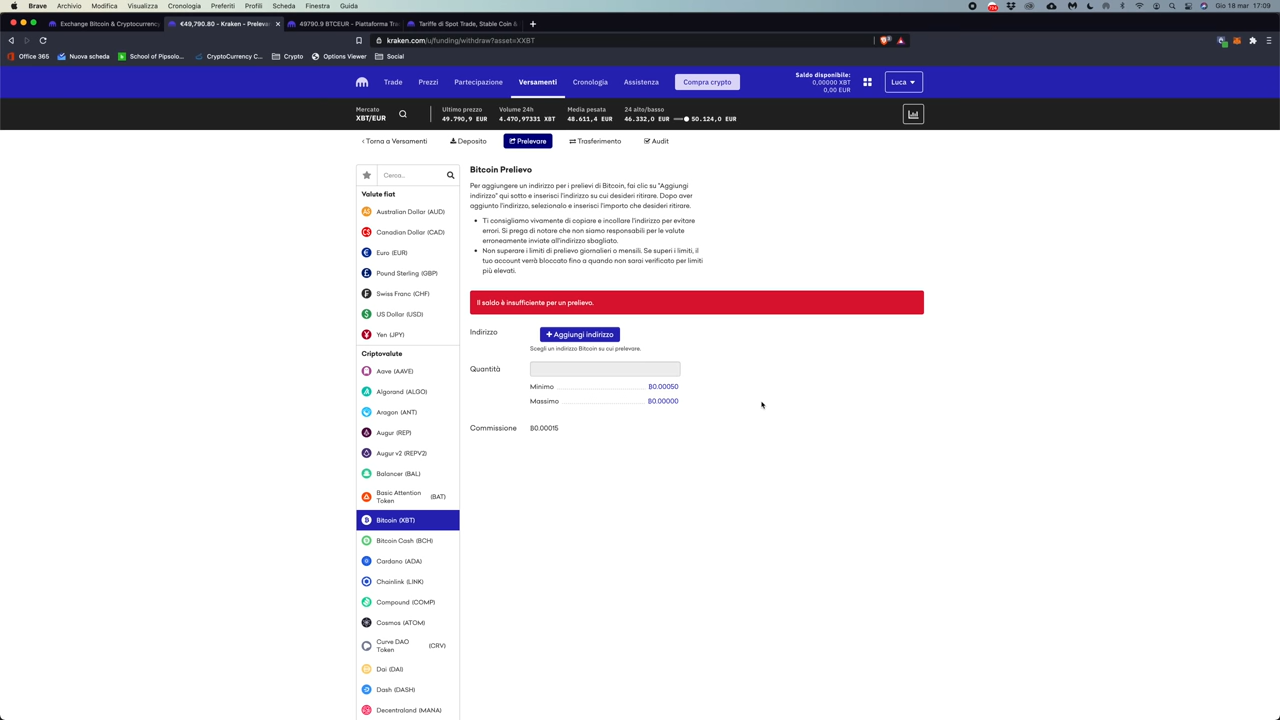 Brave Archivio Modifica Visualizza Cronologia Preferiti Profili Scheda Finestra Guida
Gio 18 mar 17:09
Exchange Bitcoin & Cryptocurrency
€49,790.80 - Kraken - Prelev
49790.9 BTCEUR - Piattaforma Tra
Tariffe di Spot Trade, Stable Coin &
kraken.com/u/funding/withdraw?asset=XXBT
Office 365
Nuova scheda
School of Pipsolo...
CryptoCurrency C...
Crypto
Options Viewer
Social
Trade
Prezzi
Partecipazione
Versamenti
Cronologia
Assistenza
Compra crypto
Saldo disponibile:
0,00000 XBT
0,00 EUR
Luca
Mercato
XBT/EUR
Ultimo prezzo
49.790,9 EUR
Volume 24h
4.470,97331 XBT
Media pesata
48.611,4 EUR
24 alto/basso
46.332,0 EUR
50.124,0 EUR
‹ Torna a Versamenti
Deposito
Prelevare
Trasferimento
Audit
Cerca...
Valute fiat
Australian Dollar (AUD)
Canadian Dollar (CAD)
Euro (EUR)
Pound Sterling (GBP)
Swiss Franc (CHF)
US Dollar (USD)
Yen (JPY)
Criptovalute
Aave (AAVE)
Algorand (ALGO)
Aragon (ANT)
Augur (REP)
Augur v2 (REPV2)
Balancer (BAL)
Basic Attention
Token
(BAT)
Bitcoin (XBT)
Bitcoin Cash (BCH)
Cardano (ADA)
Chainlink (LINK)
Compound (COMP)
Cosmos (ATOM)
Curve DAO
Token
(CRV)
Dai (DAI)
Dash (DASH)
Decentraland (MANA)
Bitcoin Prelievo
Per aggiungere un indirizzo per i prelievi di Bitcoin, fai clic su "Aggiungi
indirizzo" qui sotto e inserisci l'indirizzo su cui desideri ritirare. Dopo aver
aggiunto l'indirizzo, selezionalo e inserisci l'importo che desideri ritirare.
• Ti consigliamo vivamente di copiare e incollare l'indirizzo per evitare
errori. Si prega di notare che non siamo responsabili per le valute
erroneamente inviate all'indirizzo sbagliato.
• Non superare i limiti di prelievo giornalieri o mensili. Se superi i limiti, il
tuo account verrà bloccato fino a quando non sarai verificato per limiti
più elevati.
Il saldo è insufficiente per un prelievo.
Indirizzo
+ Aggiungi indirizzo
Scegli un indirizzo Bitcoin su cui prelevare.
Quantità
Minimo
₿0.00050
Massimo
₿0.00000
Commissione
₿0.00015